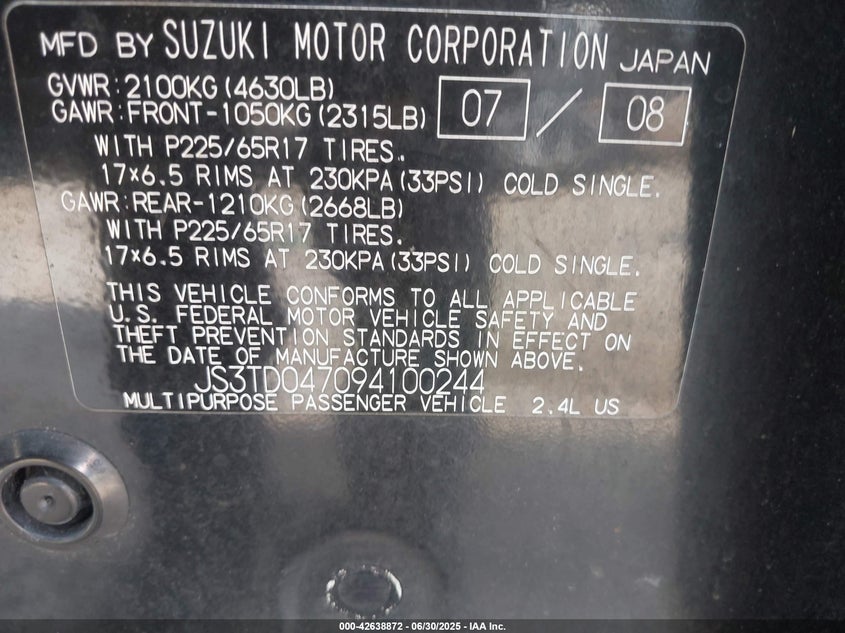 MFD BY SUZUKI MOTOR CORPORATION JAPAN
GVWR:2100KG(4630LB)
GAWR:FRONT-1050KG(2315LB) 07 / 08
WITH P225/65R17 TIRES.
17×6.5 RIMS AT 230KPA(33PSI) COLD SINGLE.
GAWR:REAR-1210KG(2668LB)
WITH P225/65R17 TIRES.
17×6.5 RIMS AT 230KPA(33PSI) COLD SINGLE.
THIS VEHICLE CONFORMS TO ALL APPLICABLE
U.S. FEDERAL MOTOR VEHICLE SAFETY AND
THEFT PREVENTION STANDARDS IN EFFECT ON
THE DATE OF MANUFACTURE SHOWN ABOVE.
JS3TD047094100244
MULTIPURPOSE PASSENGER VEHICLE 2.4L US
000-42638872 - 06/30/2025 - IAA Inc.